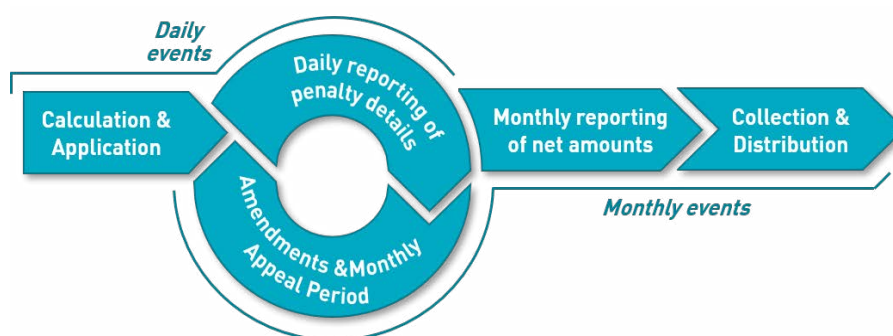 Daily
events
Calculation &
Application
Daily reporting of
penalty details
Amendments &Monthly
Appeal Period
Monthly reporting
of net amounts
Collection &
Distribution
Monthly events